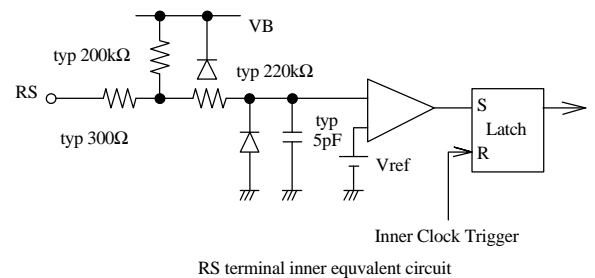 VB
typ 200kΩ
typ 220kΩ
RS
typ 300Ω
typ
5pF
Vref
S
Latch
R
Inner Clock Trigger
RS terminal inner equvalent circuit